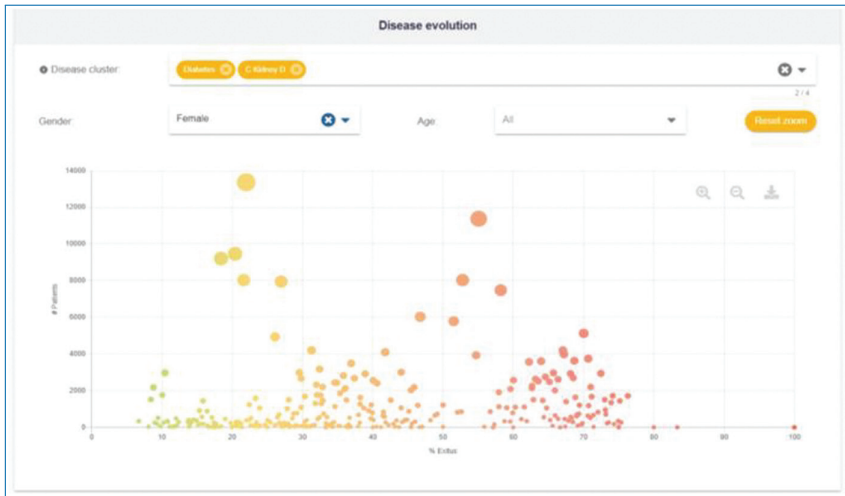 Disease evolution
Disease cluster:
Diabetes
C Kidney D
2 / 4
Gender:
Female
Age
All
Reset zoom
14000
12000
10000
8000
6000
4000
2000
0
# Patients
0 10 20 30 40 50 60 70 80 90 100
% Exitus